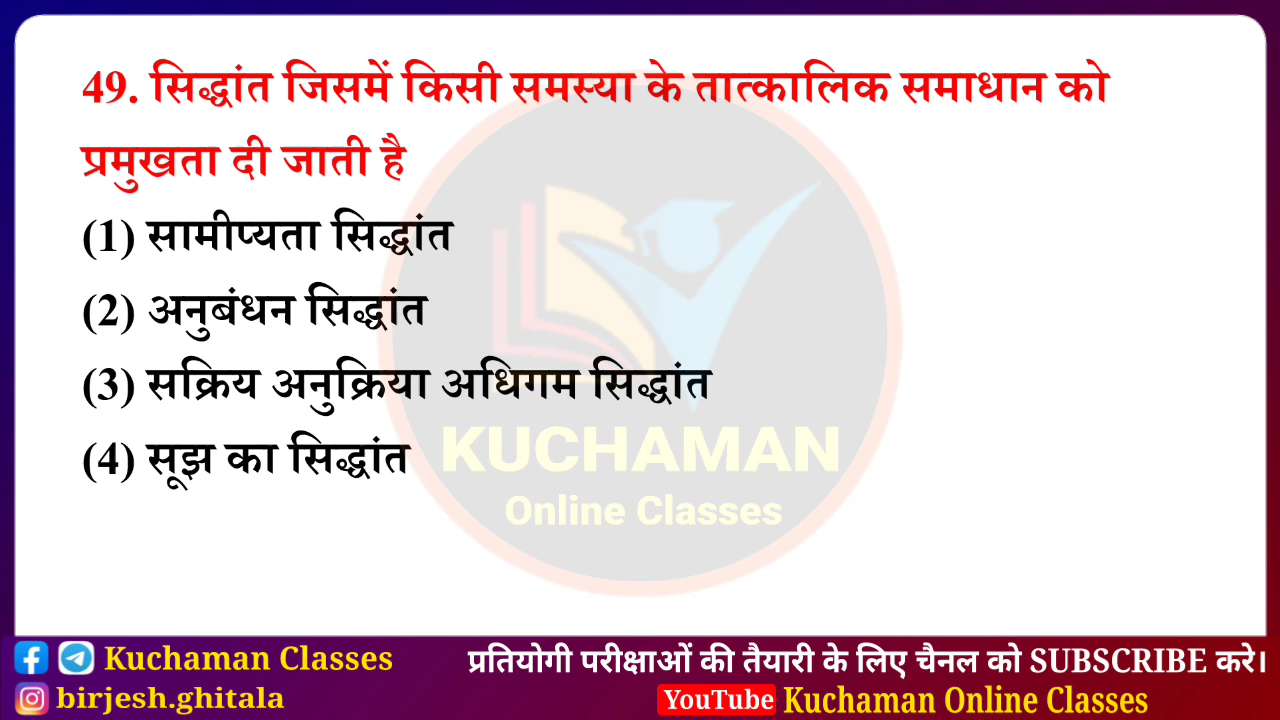 49. सिद्धांत जिसमें किसी समस्या के तात्कालिक समाधान को
प्रमुखता दी जाती है
(1) सामीप्यता सिद्धांत
(2) अनुबंधन सिद्धांत
(3) सक्रिय अनुक्रिया अधिगम सिद्धांत
(4) सूझ का सिद्धांत
KUCHAMAN
Online Classes
Kuchaman Classes
प्रतियोगी परीक्षाओं की तैयारी के लिए चैनल को SUBSCRIBE करे।
birjesh.ghitala
YouTube Kuchaman Online Classes